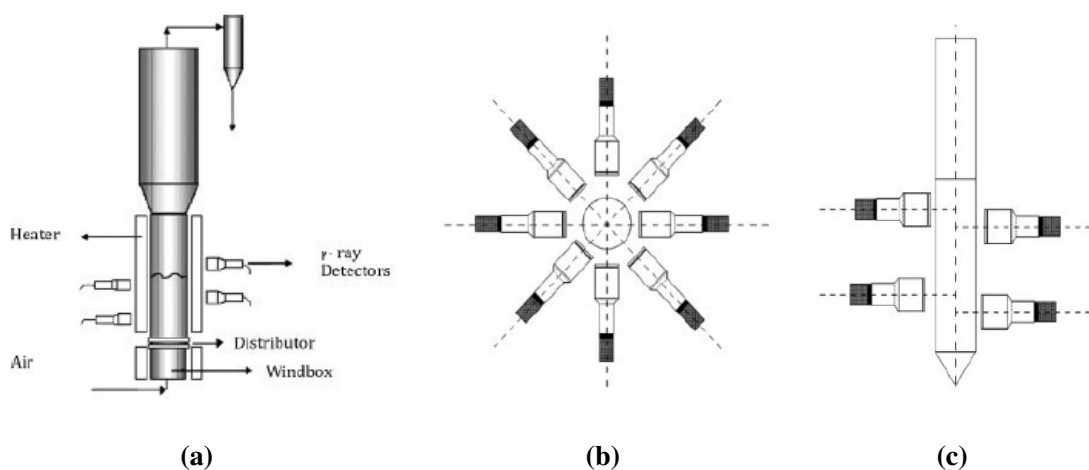 Heater
γ-ray
Detectors
Distributor
Air
Windbox
(a)
(b)
(c)